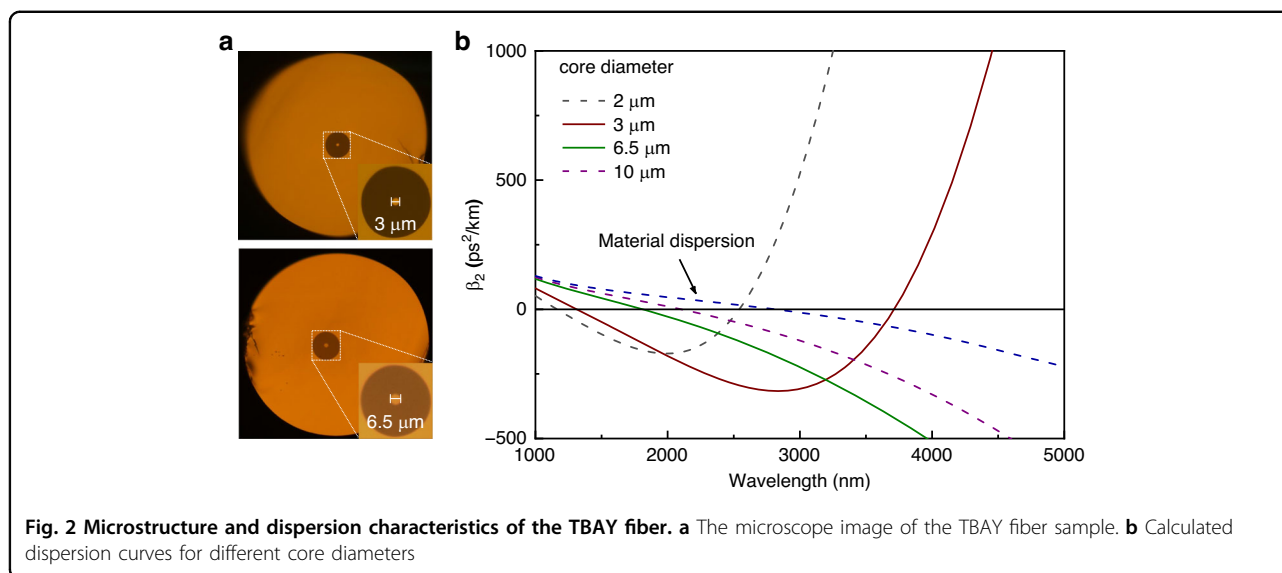 a
3 μm
6.5 μm
b
1000
500
0
−500
β₂ (ps²/km)
core diameter
2 μm
3 μm
6.5 μm
10 μm
Material dispersion
1000 2000 3000 4000 5000
Wavelength (nm)
Fig. 2 Microstructure and dispersion characteristics of the TBAY fiber. a The microscope image of the TBAY fiber sample. b Calculated
dispersion curves for different core diameters